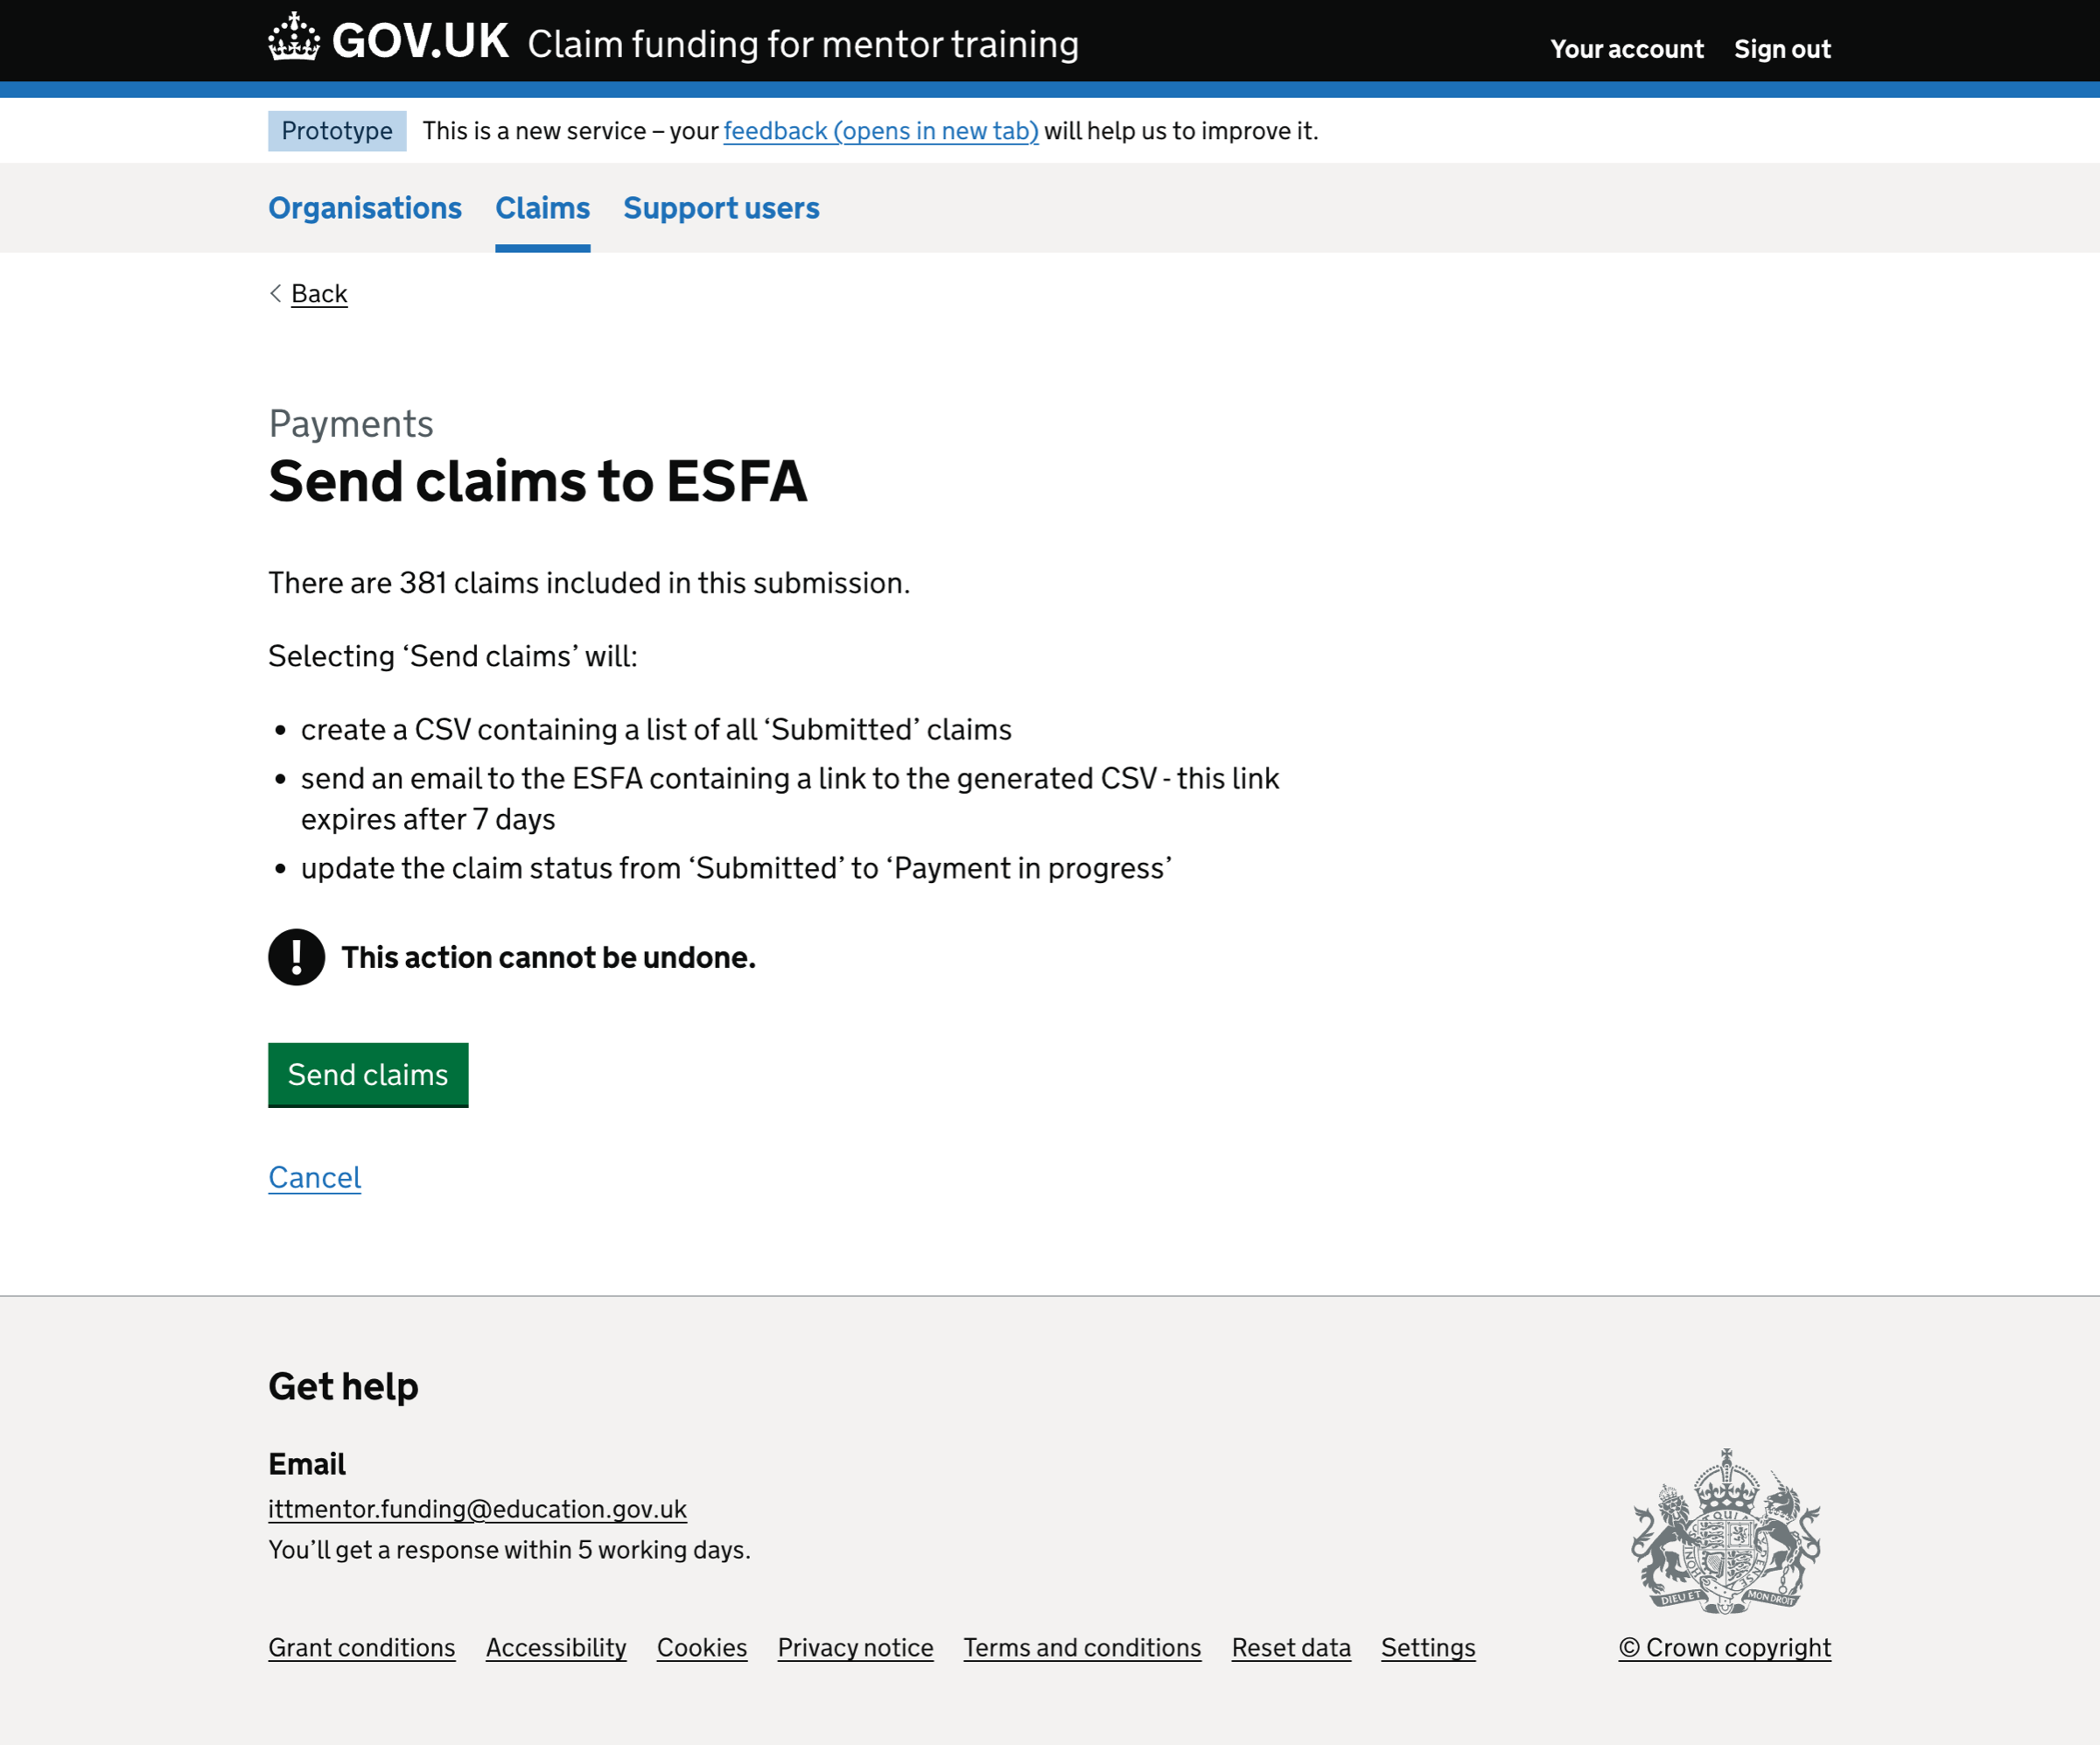 GOV.UK Claim funding for mentor training
Your account Sign out
Prototype This is a new service – your feedback (opens in new tab) will help us to improve it.
Organisations Claims Support users
Back
Payments
Send claims to ESFA
There are 381 claims included in this submission.
Selecting ‘Send claims’ will:
• create a CSV containing a list of all ‘Submitted’ claims
• send an email to the ESFA containing a link to the generated CSV - this link
expires after 7 days
• update the claim status from ‘Submitted’ to ‘Payment in progress’
! This action cannot be undone.
Send claims
Cancel
Get help
Email
ittmentor.funding@education.gov.uk
You’ll get a response within 5 working days.
DIEU ET MON DROIT
Grant conditions Accessibility Cookies Privacy notice Terms and conditions Reset data Settings
© Crown copyright